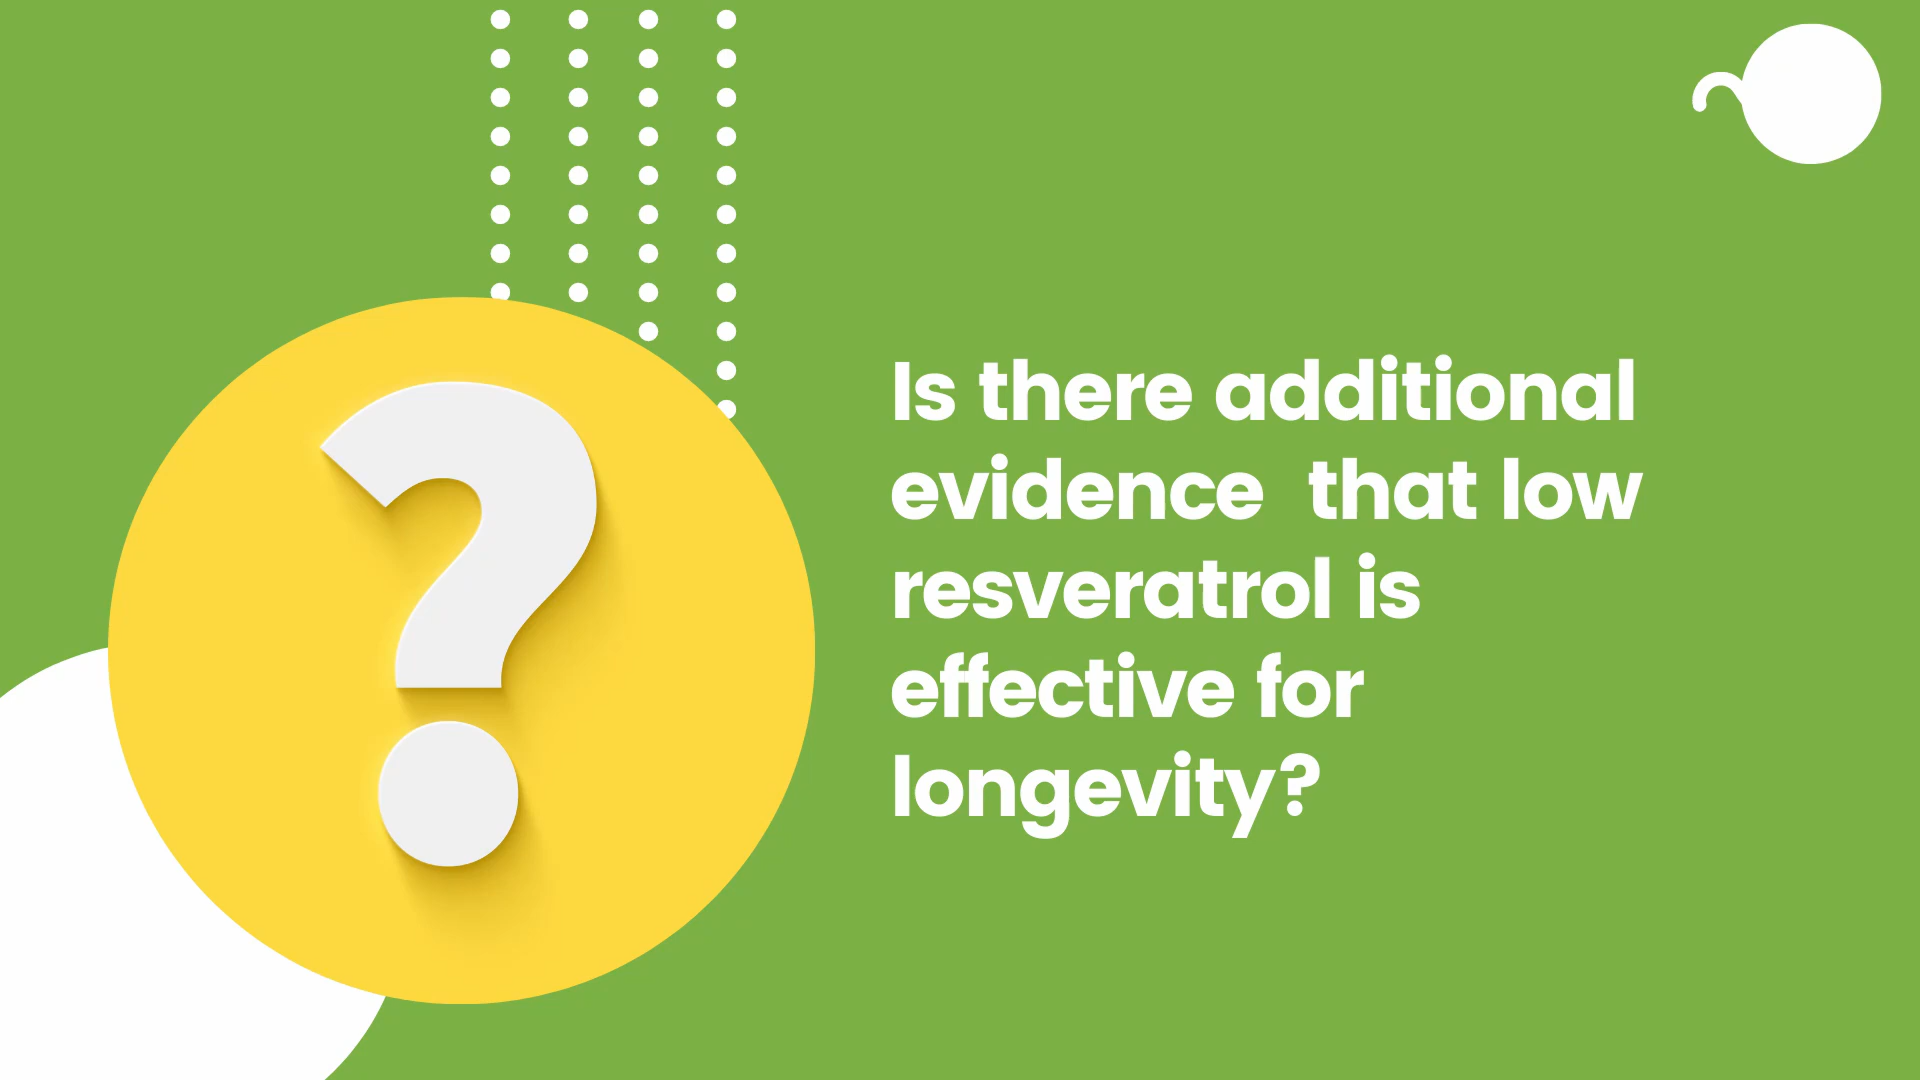 Is there additional
evidence  that low
resveratrol is
effective for
longevity?
?